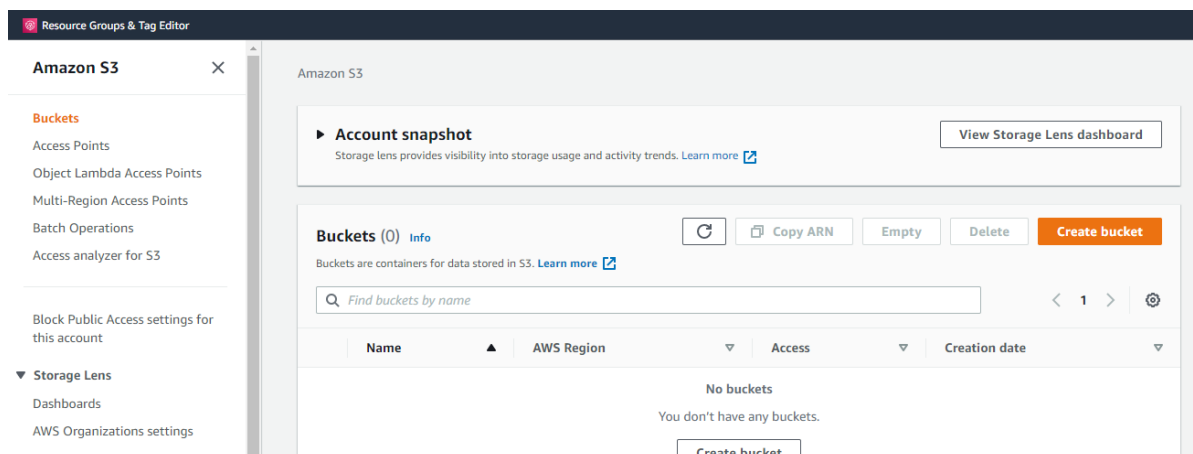 Resource Groups & Tag Editor
Amazon S3
Buckets
Access Points
Object Lambda Access Points
Multi-Region Access Points
Batch Operations
Access analyzer for S3
Block Public Access settings for
this account
Storage Lens
Dashboards
AWS Organizations settings
Amazon S3
Account snapshot
View Storage Lens dashboard
Storage lens provides visibility into storage usage and activity trends. Learn more
Buckets (0) Info
Copy ARN
Empty
Delete
Create bucket
Buckets are containers for data stored in S3. Learn more
Find buckets by name
1
Name
AWS Region
Access
Creation date
No buckets
You don't have any buckets.
Create bucket